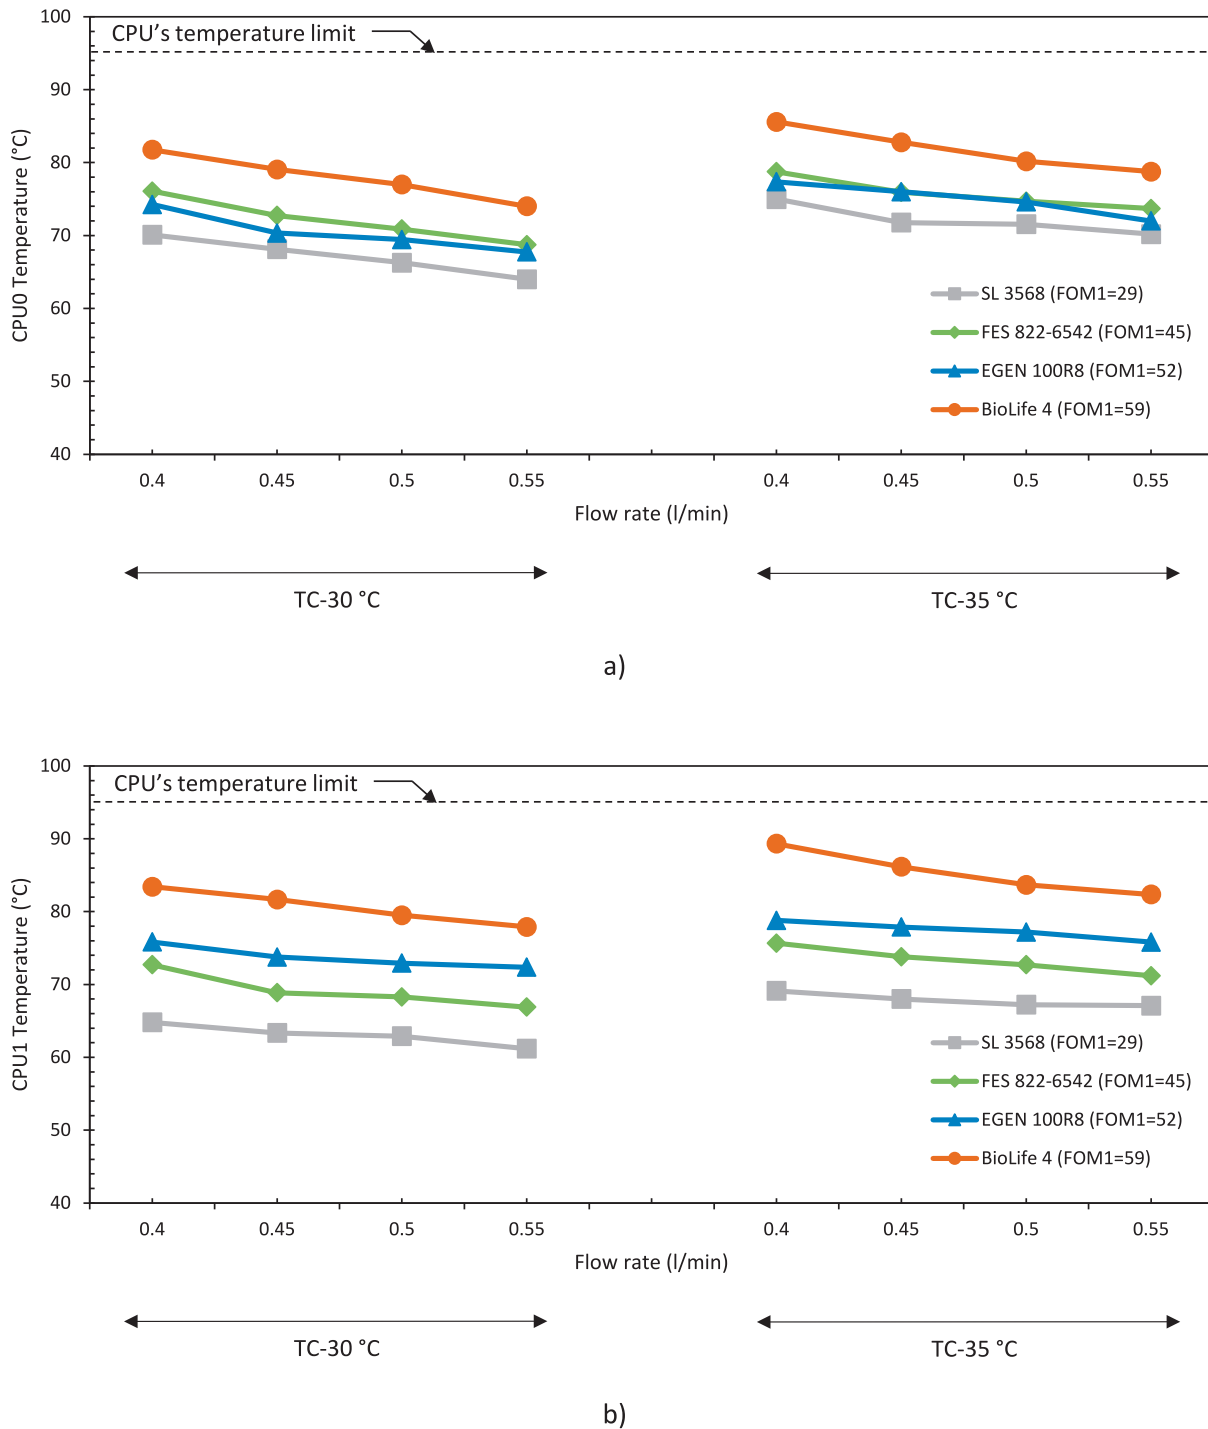 100
CPU's temperature limit
90
80
70
60
50
40
CPU0 Temperature (°C)
SL 3568 (FOM1=29)
FES 822-6542 (FOM1=45)
EGEN 100R8 (FOM1=52)
BioLife 4 (FOM1=59)
0.4 0.45 0.5 0.55 0.4 0.45 0.5 0.55
Flow rate (l/min)
TC-30 °C TC-35 °C
a)
100
CPU's temperature limit
90
80
70
60
50
40
CPU1 Temperature (°C)
SL 3568 (FOM1=29)
FES 822-6542 (FOM1=45)
EGEN 100R8 (FOM1=52)
BioLife 4 (FOM1=59)
0.4 0.45 0.5 0.55 0.4 0.45 0.5 0.55
Flow rate (l/min)
TC-30 °C TC-35 °C
b)